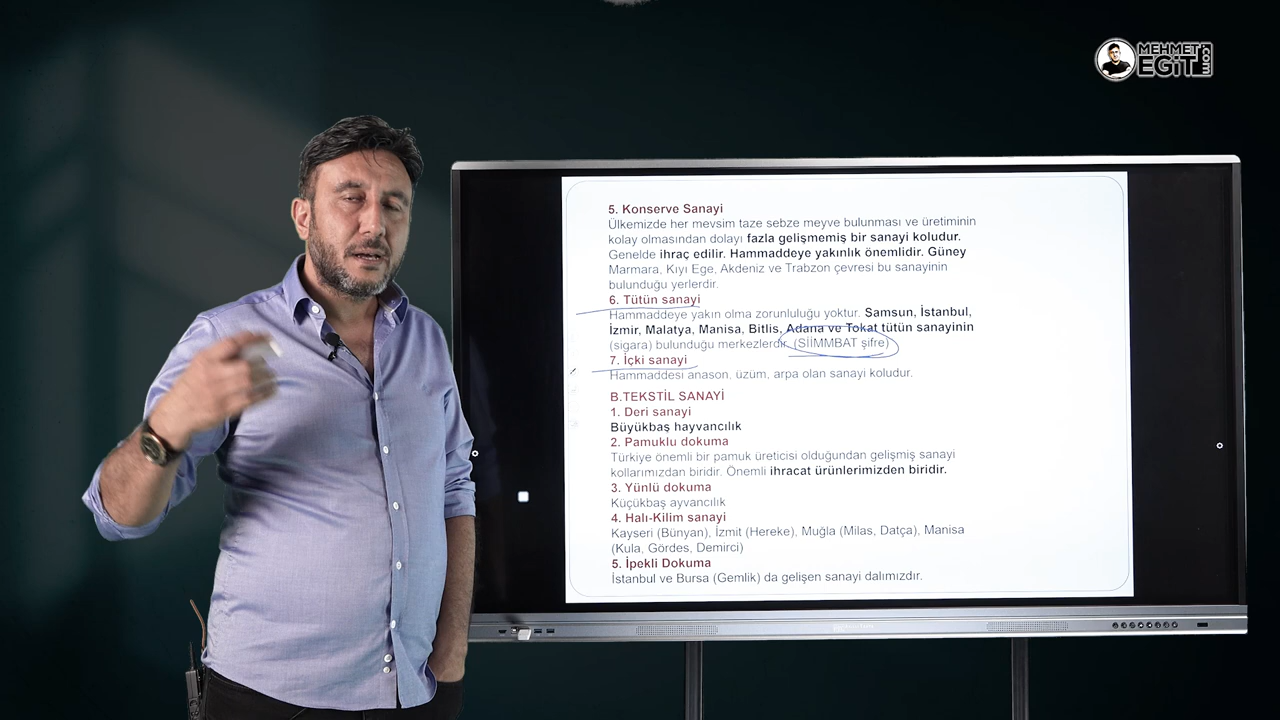 MEHMET
EGİT
.com
5. Konserve Sanayi
Ülkemizde her mevsim taze sebze meyve bulunması ve üretiminin
kolay olmasından dolayı fazla gelişmemiş bir sanayi koludur.
Genelde ihraç edilir. Hammaddeye yakınlık önemlidir. Güney
Marmara, Kıyı Ege, Akdeniz ve Trabzon çevresi bu sanayinin
bulunduğu yerlerdir.
6. Tütün sanayi
Hammaddeye yakın olma zorunluluğu yoktur. Samsun, İstanbul,
İzmir, Malatya, Manisa, Bitlis, Adana ve Tokat tütün sanayinin
(sigara) bulunduğu merkezlerdir. (SİİMMBAT şifre)
7. İçki sanayi
Hammaddesi anason, üzüm, arpa olan sanayi koludur.
B.TEKSTİL SANAYİ
1. Deri sanayi
Büyükbaş hayvancılık
2. Pamuklu dokuma
Türkiye önemli bir pamuk üreticisi olduğundan gelişmiş sanayi
kollarımızdan biridir. Önemli ihracat ürünlerimizden biridir.
3. Yünlü dokuma
Küçükbaş ayvancılık
4. Halı-Kilim sanayi
Kayseri (Bünyan), İzmit (Hereke), Muğla (Milas, Datça), Manisa
(Kula, Gördes, Demirci)
5. İpekli Dokuma
İstanbul ve Bursa (Gemlik) da gelişen sanayi dalımızdır.